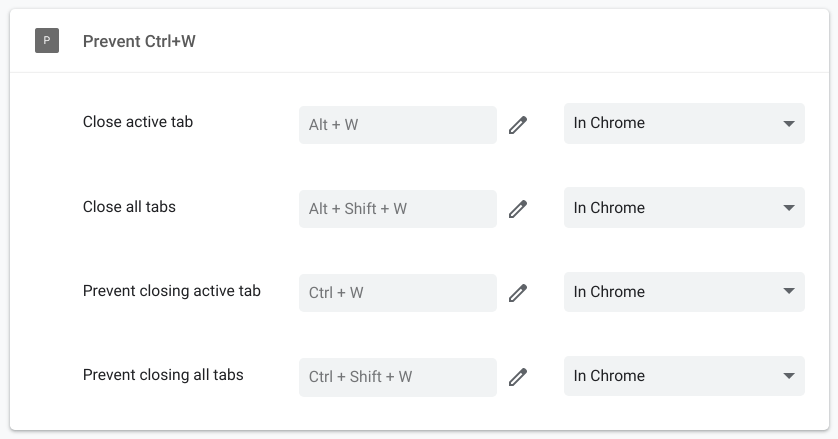 P Prevent Ctrl+W
Close active tab Alt + W In Chrome
Close all tabs Alt + Shift + W In Chrome
Prevent closing active tab Ctrl + W In Chrome
Prevent closing all tabs Ctrl + Shift + W In Chrome